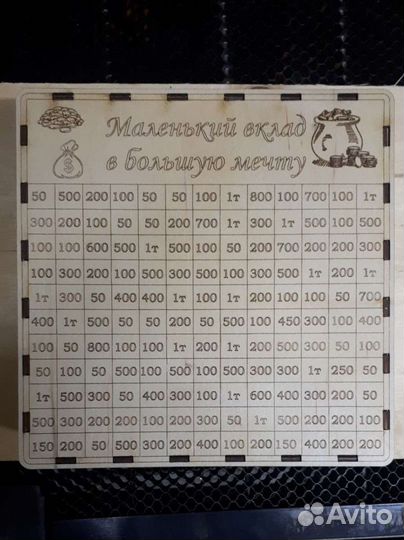 Маленький вклад
в большую мечту
$
50 500 200 100 50 50 100 1т 800 100 700 100 1т
300 200 100 50 50 200 700 1т 300 1т 500 100 500
100 100 600 500 1т 500 100 50 200 700 200 200 300
100 300 200 100 500 300 500 100 300 500 1т 200 1т
1т 300 50 400 400 1т 100 1т 200 100 100 50 700
400 1т 500 50 50 200 50 500 100 450 300 100 400
100 50 800 100 100 1т 200 1т 200 500 300 50 100
50 100 50 500 100 500 100 500 300 300 1т 250 50
1т 500 300 50 400 300 100 1т 600 400 300 200 50
500 300 200 200 100 200 300 50 1т 500 200 200 100
150 200 50 500 300 200 400 100 200 150 400 200 200
Avito